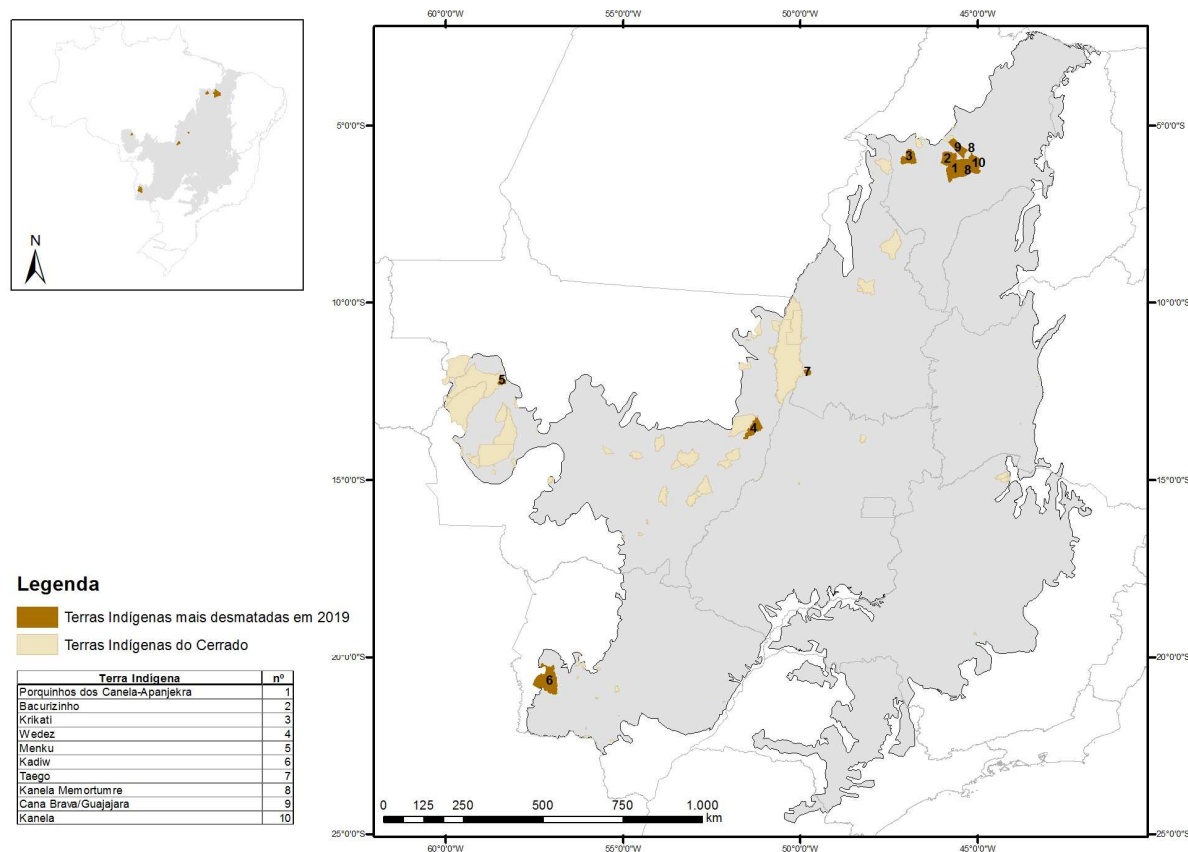 60°0'0"W 55°0'0"W 50°0'0"W 45°0'0"W
N
5°0'0"S 5°0'0"S
9 8
3 2 10
1 8
10°0'0"S 10°0'0"S
5 7
4
15°0'0"S 15°0'0"S
Legenda
Terras Indígenas mais desmatadas em 2019
Terras Indígenas do Cerrado
20°0'0"S 20°0'0"S
6
Terra Indígena nº
Porquinhos dos Canela-Apanjekra 1
Bacurizinho 2
Krikati 3
Wedez 4
Menku 5
Kadiw 6
Taego 7
Kanela Memortumre 8
Cana Brava/Guajajara 9
Kanela 10
0 125 250 500 750 1.000
km
25°0'0"S 25°0'0"S
60°0'0"W 55°0'0"W 50°0'0"W 45°0'0"W